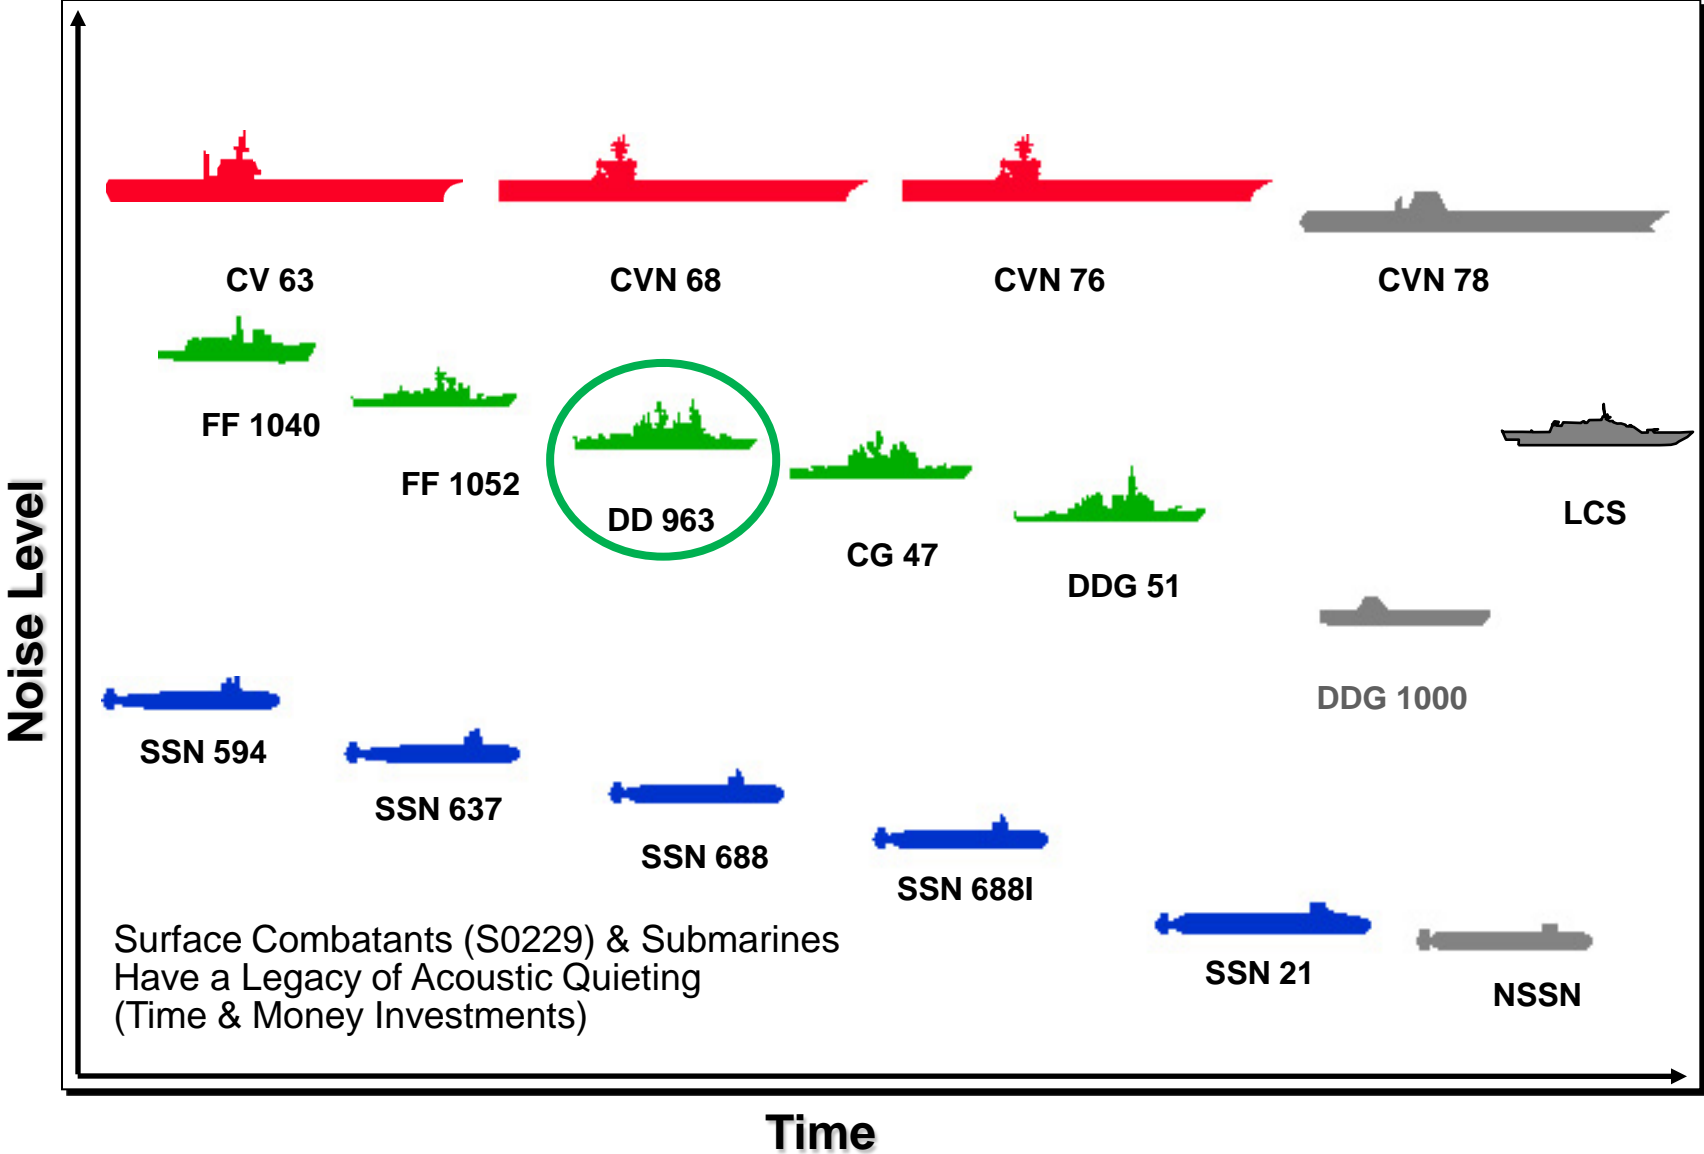 CV 63
CVN 68
CVN 76
CVN 78
FF 1040
FF 1052
DD 963
CG 47
DDG 51
LCS
DDG 1000
SSN 594
SSN 637
SSN 688
SSN 688I
SSN 21
NSSN
Surface Combatants (S0229) & Submarines
Have a Legacy of Acoustic Quieting
(Time & Money Investments)
Noise Level
Time